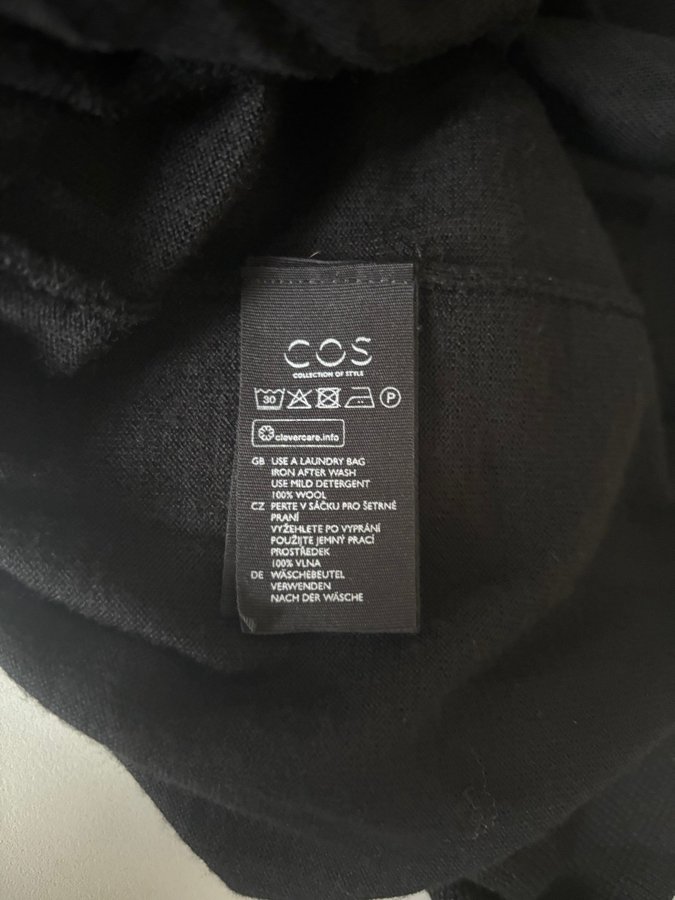 COS
COLLECTION OF STYLE
30 P
clevercare.info
GB USE A LAUNDRY BAG
IRON AFTER WASH
USE MILD DETERGENT
100% WOOL
CZ PERTE V SÁČKU PRO ŠETRNÉ
PRANÍ
VYŽEHLETE PO VYPRÁNÍ
POUŽIJTE JEMNÝ PRACÍ
PROSTŘEDEK
100% VLNA
DE WÄSCHEBEUTEL
VERWENDEN
NACH DER WÄSCHE